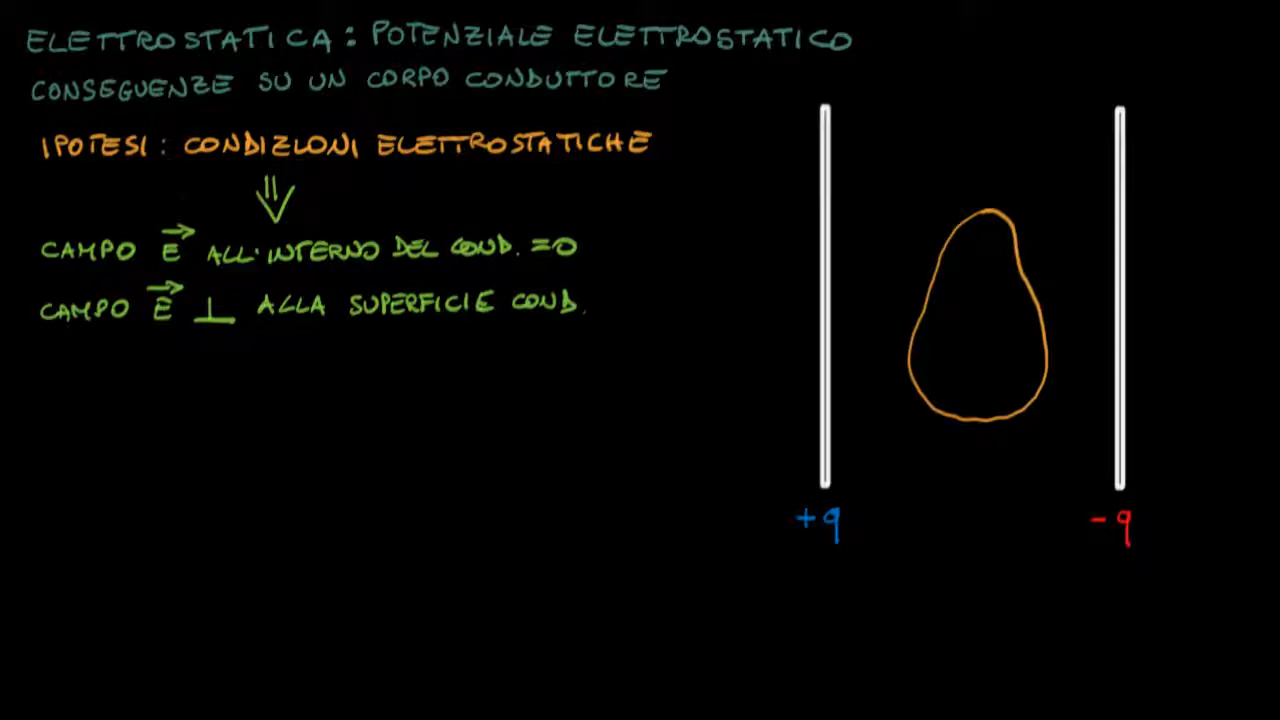 ELETTROSTATICA: POTENZIALE ELETTROSTATICO
CONSEGUENZE SU UN CORPO CONDUTTORE
IPOTESI: CONDIZIONI ELETTROSTATICHE
⇓
CAMPO E⃗ ALL'INTERNO DEL COND. =0
CAMPO E⃗ ⊥ ALLA SUPERFICIE COND.
+q
-q